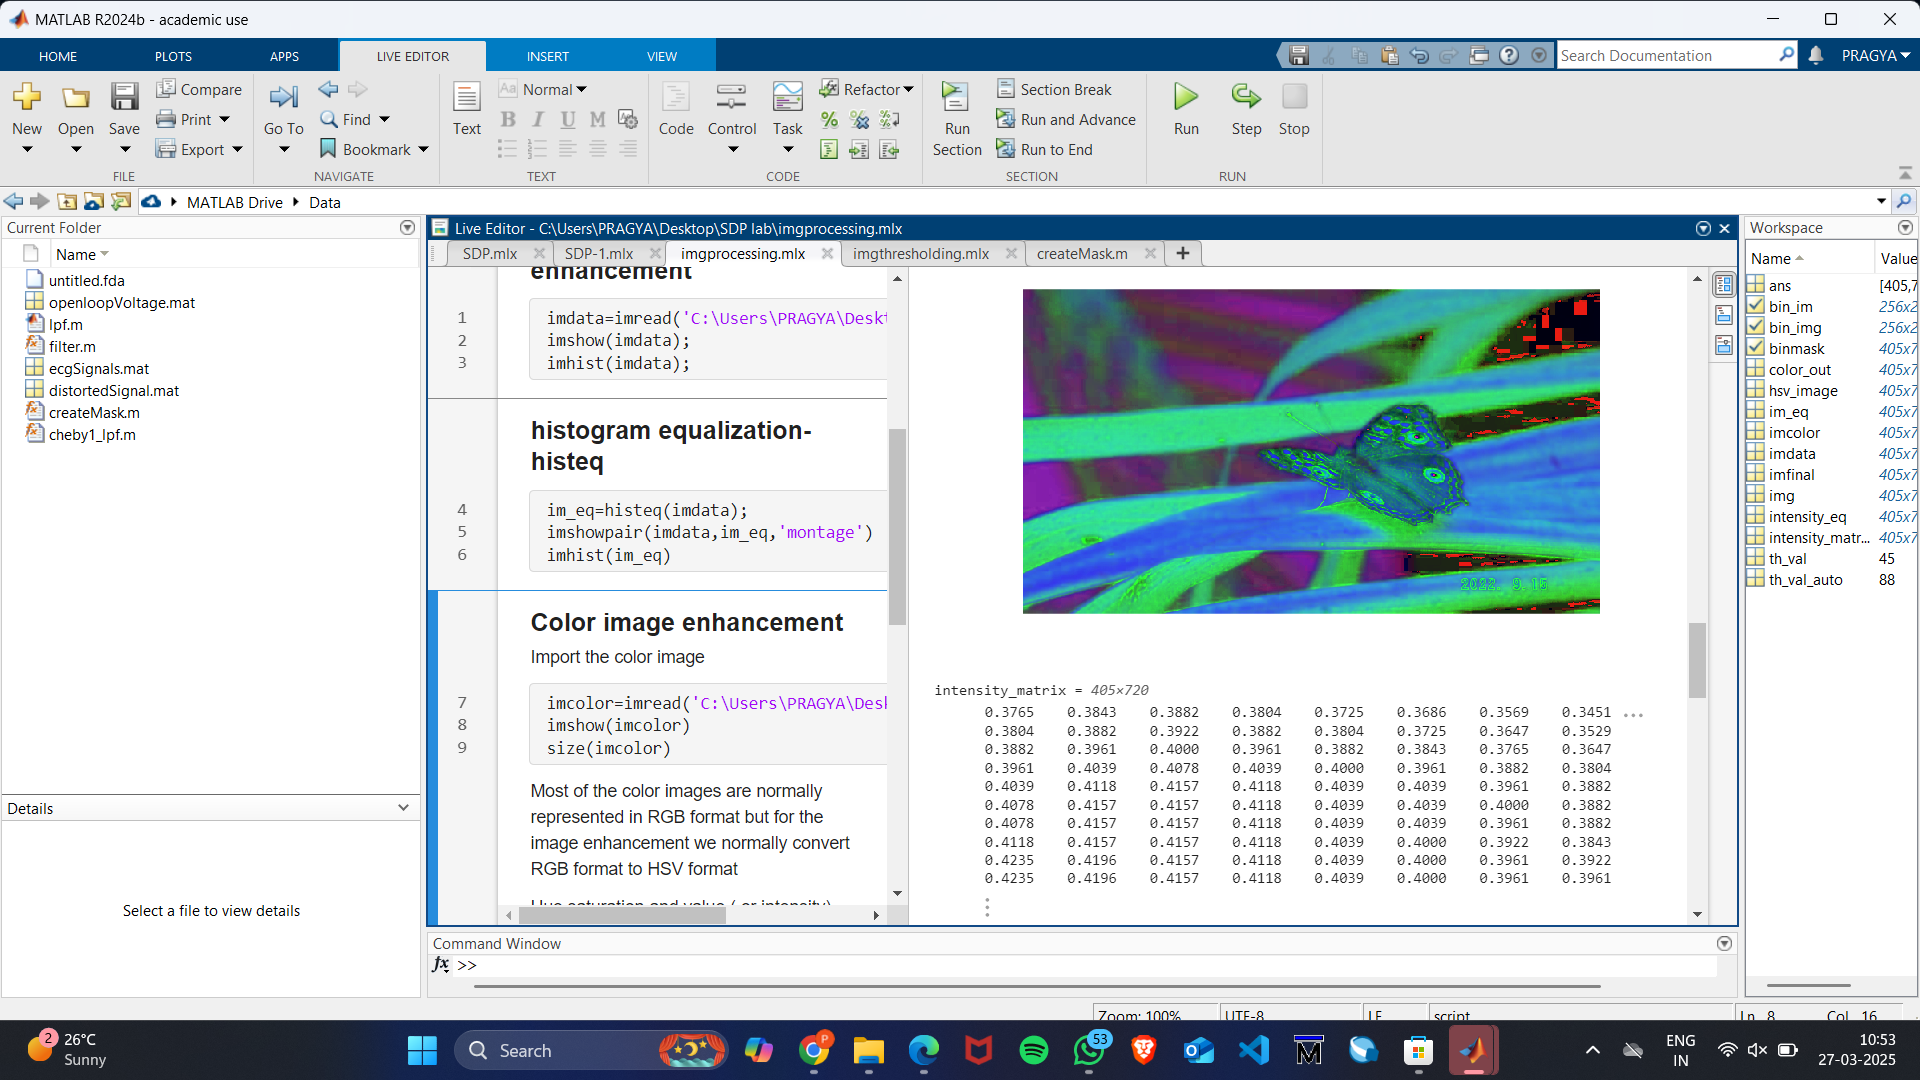 MATLAB R2024b - academic use
HOME PLOTS APPS LIVE EDITOR INSERT VIEW
Search Documentation
PRAGYA
New
Open
Save
Compare
Print
Export
FILE
Go To
Find
Bookmark
NAVIGATE
Text
Aa Normal
B I U M
TEXT
Code
Control
Task
Refactor
CODE
Run Section
Section Break
Run and Advance
Run to End
SECTION
Run
Step
Stop
RUN
MATLAB Drive Data
Current Folder
Name
untitled.fda
openloopVoltage.mat
lpf.m
filter.m
ecgSignals.mat
distortedSignal.mat
createMask.m
cheby1_lpf.m
Details
Select a file to view details
Live Editor - C:\Users\PRAGYA\Desktop\SDP lab\imgprocessing.mlx
SDP.mlx SDP-1.mlx imgprocessing.mlx imgthresholding.mlx createMask.m
enhancement
1 imdata=imread('C:\Users\PRAGYA\Deskt
2 imshow(imdata);
3 imhist(imdata);
histogram equalization-
histeq
4 im_eq=histeq(imdata);
5 imshowpair(imdata,im_eq,'montage')
6 imhist(im_eq)
Color image enhancement
Import the color image
7 imcolor=imread('C:\Users\PRAGYA\Desk
8 imshow(imcolor)
9 size(imcolor)
Most of the color images are normally
represented in RGB format but for the
image enhancement we normally convert
RGB format to HSV format
Hue saturation and value ( or intensity)
2022. 9.15
intensity_matrix = 405×720
0.3765 0.3843 0.3882 0.3804 0.3725 0.3686 0.3569 0.3451 ...
0.3804 0.3882 0.3922 0.3882 0.3804 0.3725 0.3647 0.3529
0.3882 0.3961 0.4000 0.3961 0.3882 0.3843 0.3765 0.3647
0.3961 0.4039 0.4078 0.4039 0.4000 0.3961 0.3882 0.3804
0.4039 0.4118 0.4157 0.4118 0.4039 0.4039 0.3961 0.3882
0.4078 0.4157 0.4157 0.4118 0.4039 0.4039 0.4000 0.3882
0.4078 0.4157 0.4157 0.4118 0.4039 0.4039 0.3961 0.3882
0.4118 0.4157 0.4157 0.4118 0.4039 0.4000 0.3922 0.3843
0.4235 0.4196 0.4157 0.4118 0.4039 0.4000 0.3961 0.3922
0.4235 0.4196 0.4157 0.4118 0.4039 0.4000 0.3961 0.3961
Command Window
fx >>
Workspace
Name Value
ans [405,7
bin_im 256x2
bin_img 256x2
binmask 405x7
color_out 405x7
hsv_image 405x7
im_eq 405x7
imcolor 405x7
imdata 405x7
imfinal 405x7
img 405x7
intensity_eq 405x7
intensity_matr... 405x7
th_val 45
th_val_auto 88
Zoom: 100% UTF-8 LF script Ln 8 Col 16
2
26°C
Sunny
Search
P
53
M
ENG
IN
10:53
27-03-2025